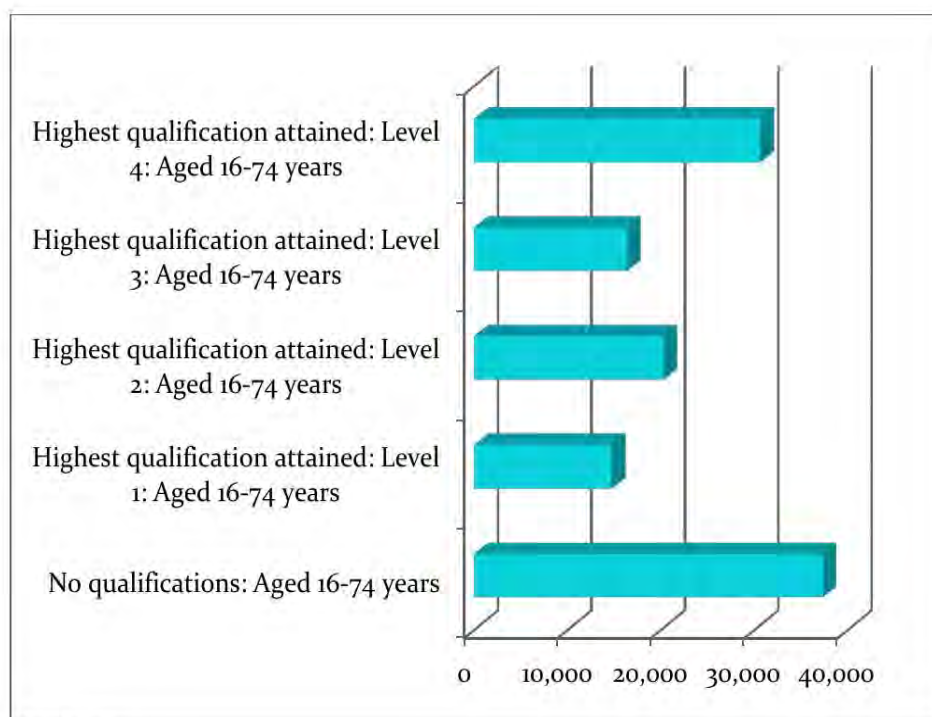 Highest qualification attained: Level
4: Aged 16-74 years
Highest qualification attained: Level
3: Aged 16-74 years
Highest qualification attained: Level
2: Aged 16-74 years
Highest qualification attained: Level
1: Aged 16-74 years
No qualifications: Aged 16-74 years
0 10,000 20,000 30,000 40,000